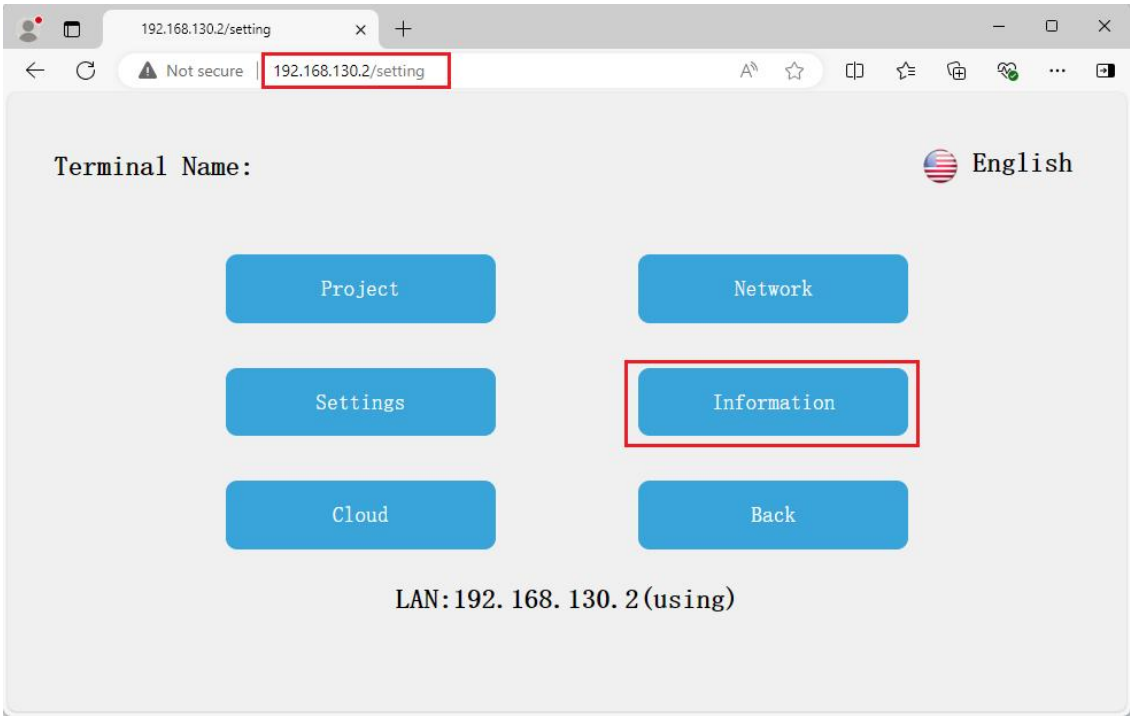 192.168.130.2/setting
Not secure 192.168.130.2/setting
Terminal Name:
English
Project
Network
Settings
Information
Cloud
Back
LAN:192.168.130.2(using)